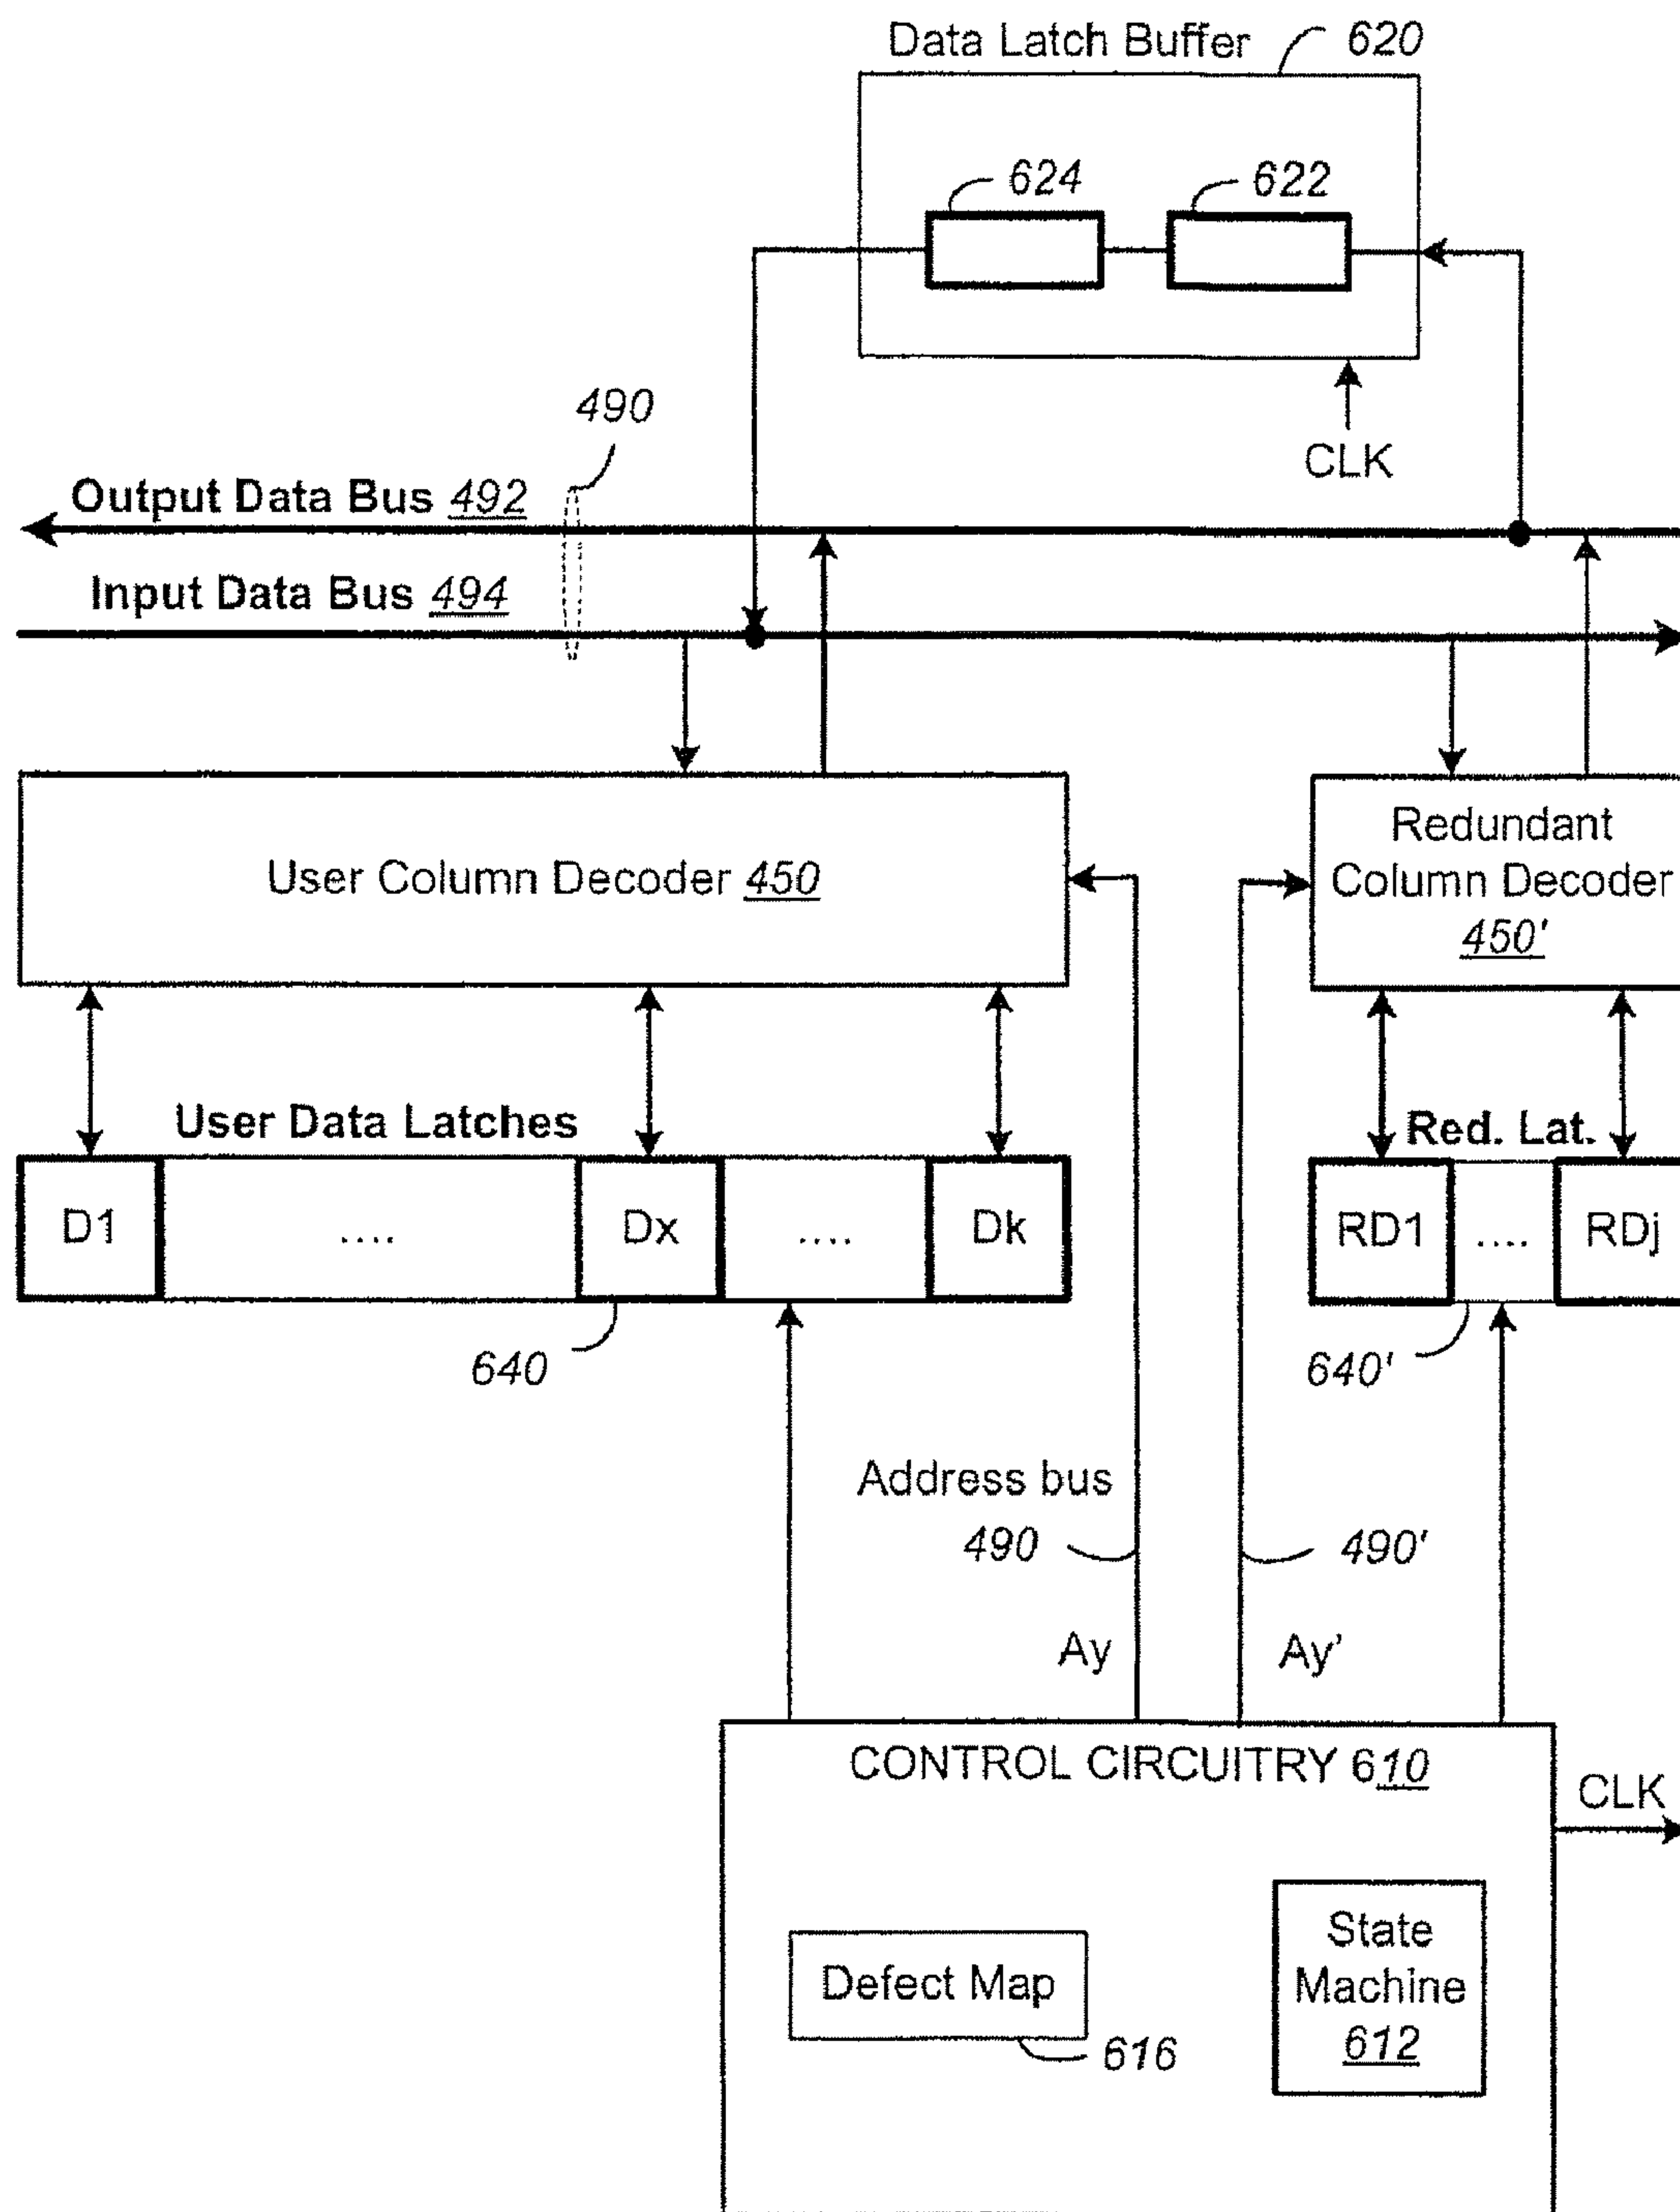 Data Latch Buffer 620
624 622
CLK
490
Output Data Bus 492
Input Data Bus 494
User Column Decoder 450
Redundant
Column Decoder
450'
User Data Latches
Red. Lat.
D1 .... Dx .... Dk
RD1 .... RDj
640
640'
Address bus
490
490'
Ay
Ay'
CONTROL CIRCUITRY 610
CLK
Defect Map
616
State
Machine
612